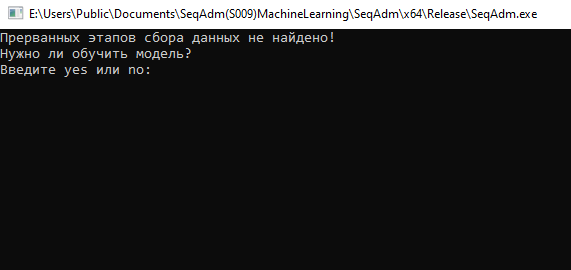 E:\Users\Public\Documents\SeqAdm(S009)MachineLearning\SeqAdm\x64\Release\SeqAdm.exe
Прерванных этапов сбора данных не найдено!
Нужно ли обучить модель?
Введите yes или no: